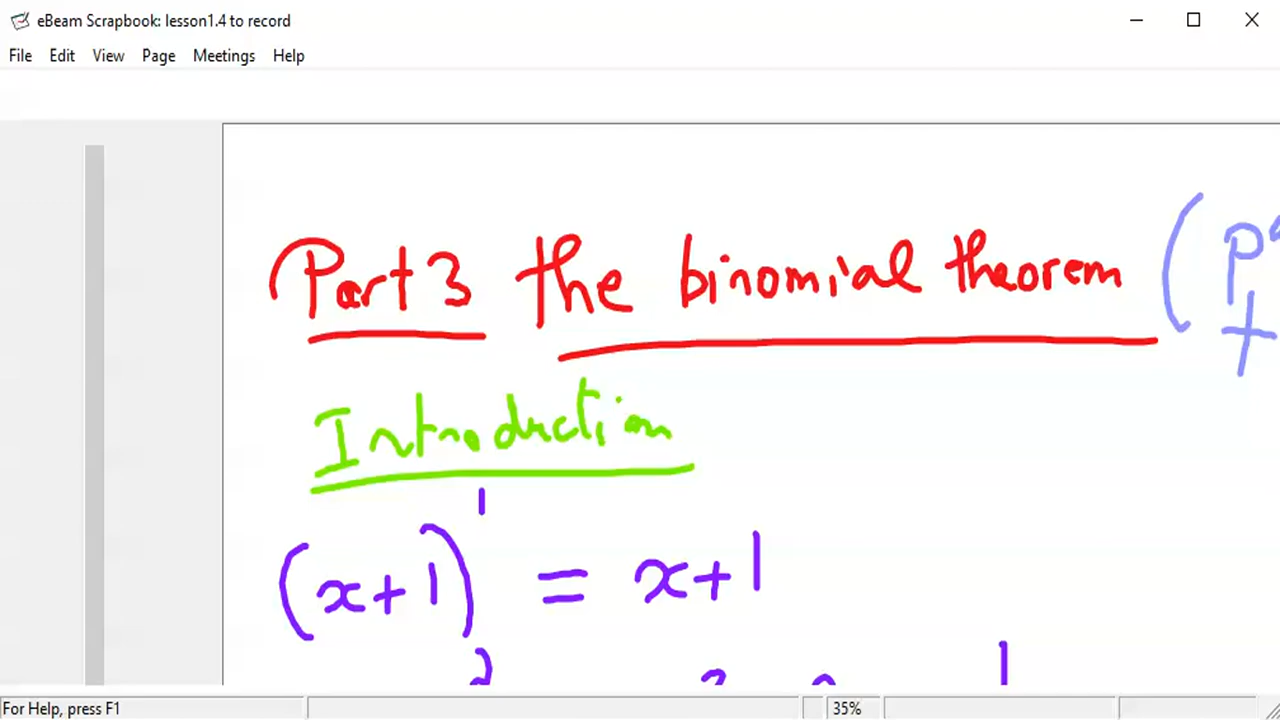 eBeam Scrapbook: lesson1.4 to record
File Edit View Page Meetings Help
Part 3 the binomial theorem (
Introduction
(x+1)¹ = x+1
For Help, press F1 35%